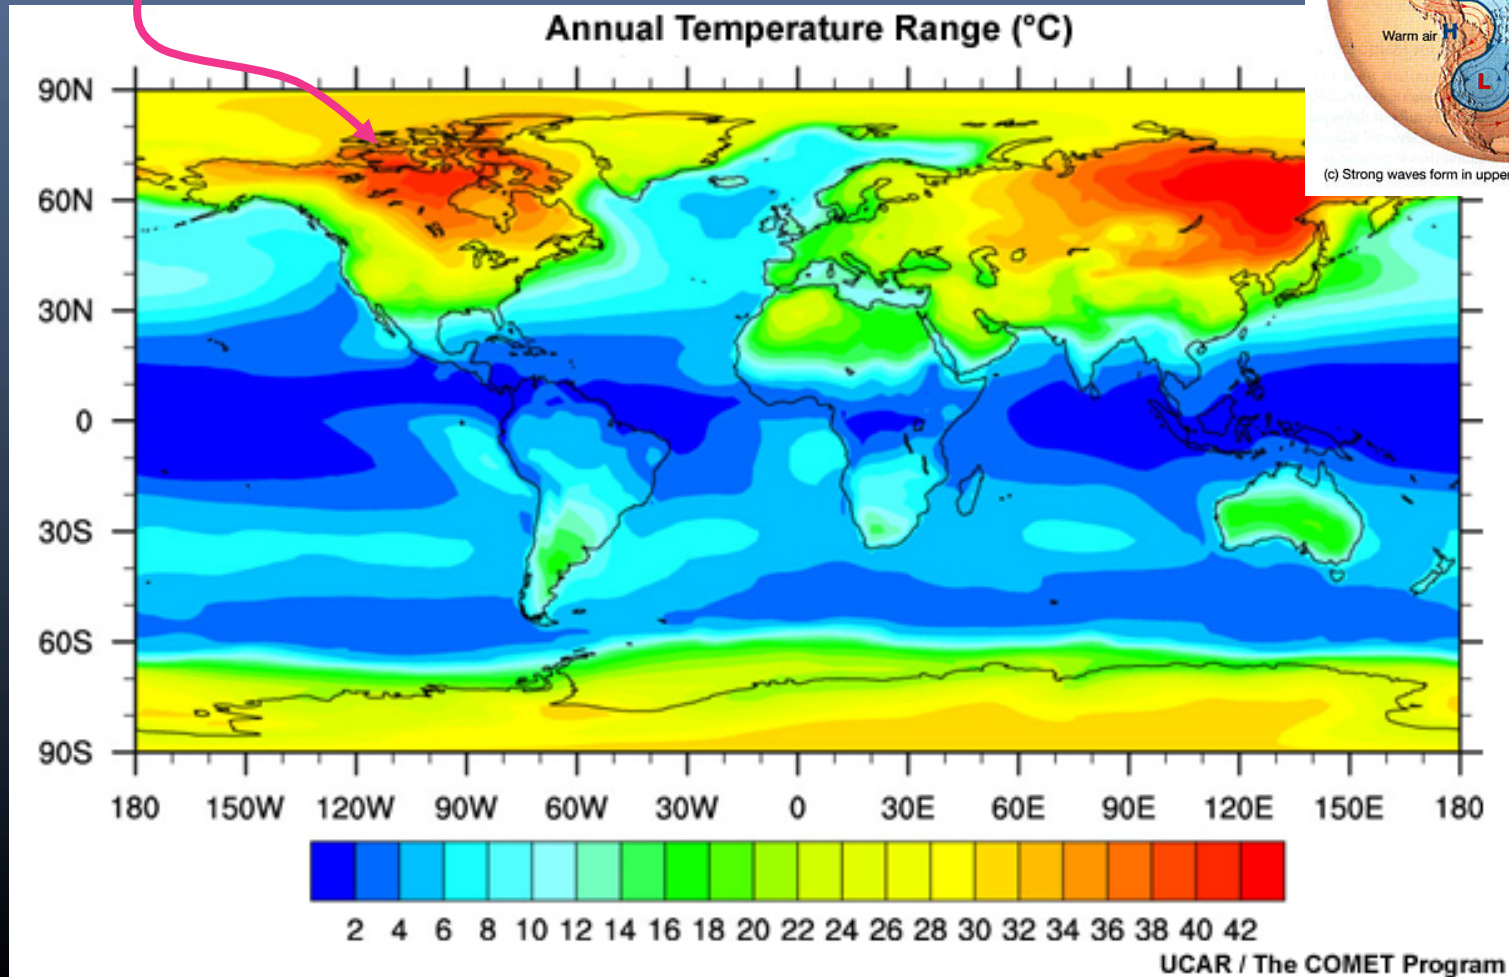 Annual Temperature Range (°C)
Warm air H
L
(c) Strong waves form in upper
90N
60N
30N
0
30S
60S
90S
180 150W 120W 90W 60W 30W 0 30E 60E 90E 120E 150E 180
2 4 6 8 10 12 14 16 18 20 22 24 26 28 30 32 34 36 38 40 42
UCAR / The COMET Program